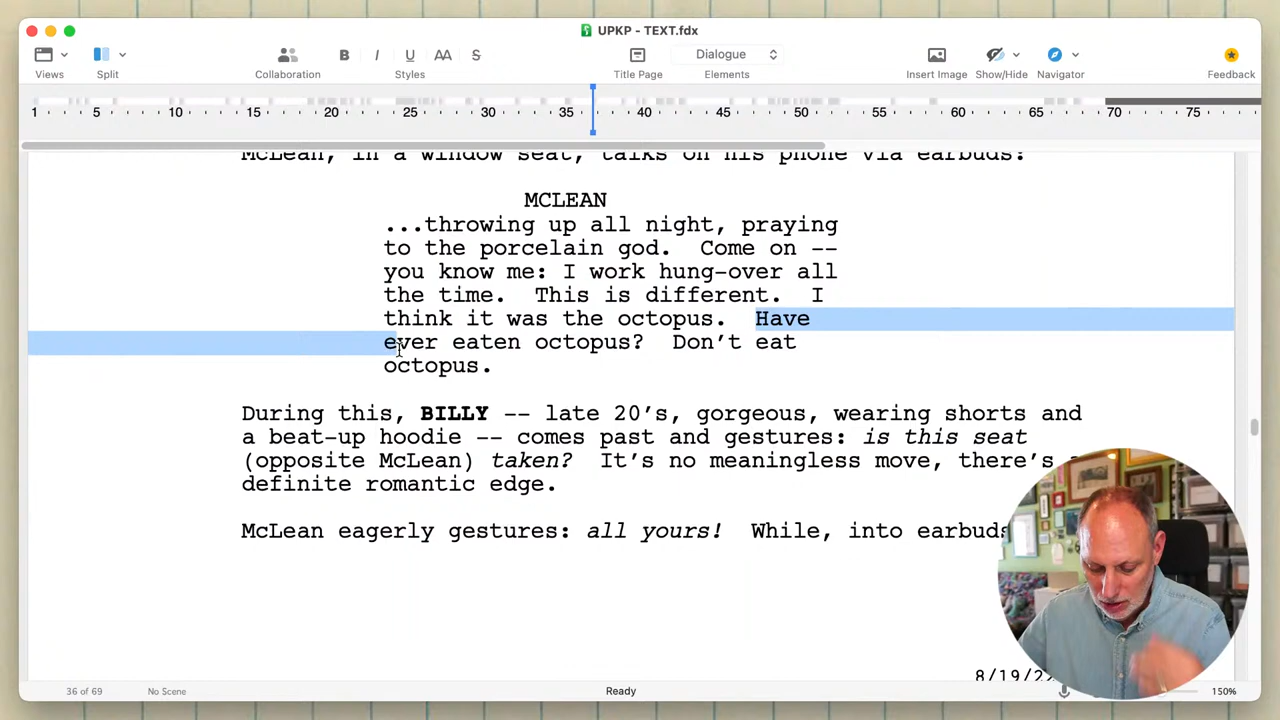 UPKP - TEXT.fdx
Views
Split
Collaboration
B I U AA S
Styles
Title Page
Dialogue
Elements
Insert Image
Show/Hide
Navigator
Feedback
1 5 10 15 20 25 30 35 40 45 50 55 60 65 70 75
McLean, in a window seat, talks on his phone via earbuds:
MCLEAN
...throwing up all night, praying
to the porcelain god. Come on --
you know me: I work hung-over all
the time. This is different. I
think it was the octopus. Have
ever eaten octopus? Don't eat
octopus.
During this, BILLY -- late 20's, gorgeous, wearing shorts and
a beat-up hoodie -- comes past and gestures: is this seat
(opposite McLean) taken? It's no meaningless move, there's
definite romantic edge.
McLean eagerly gestures: all yours! While, into earbuds
8/19/22
36 of 69
No Scene
Ready
150%